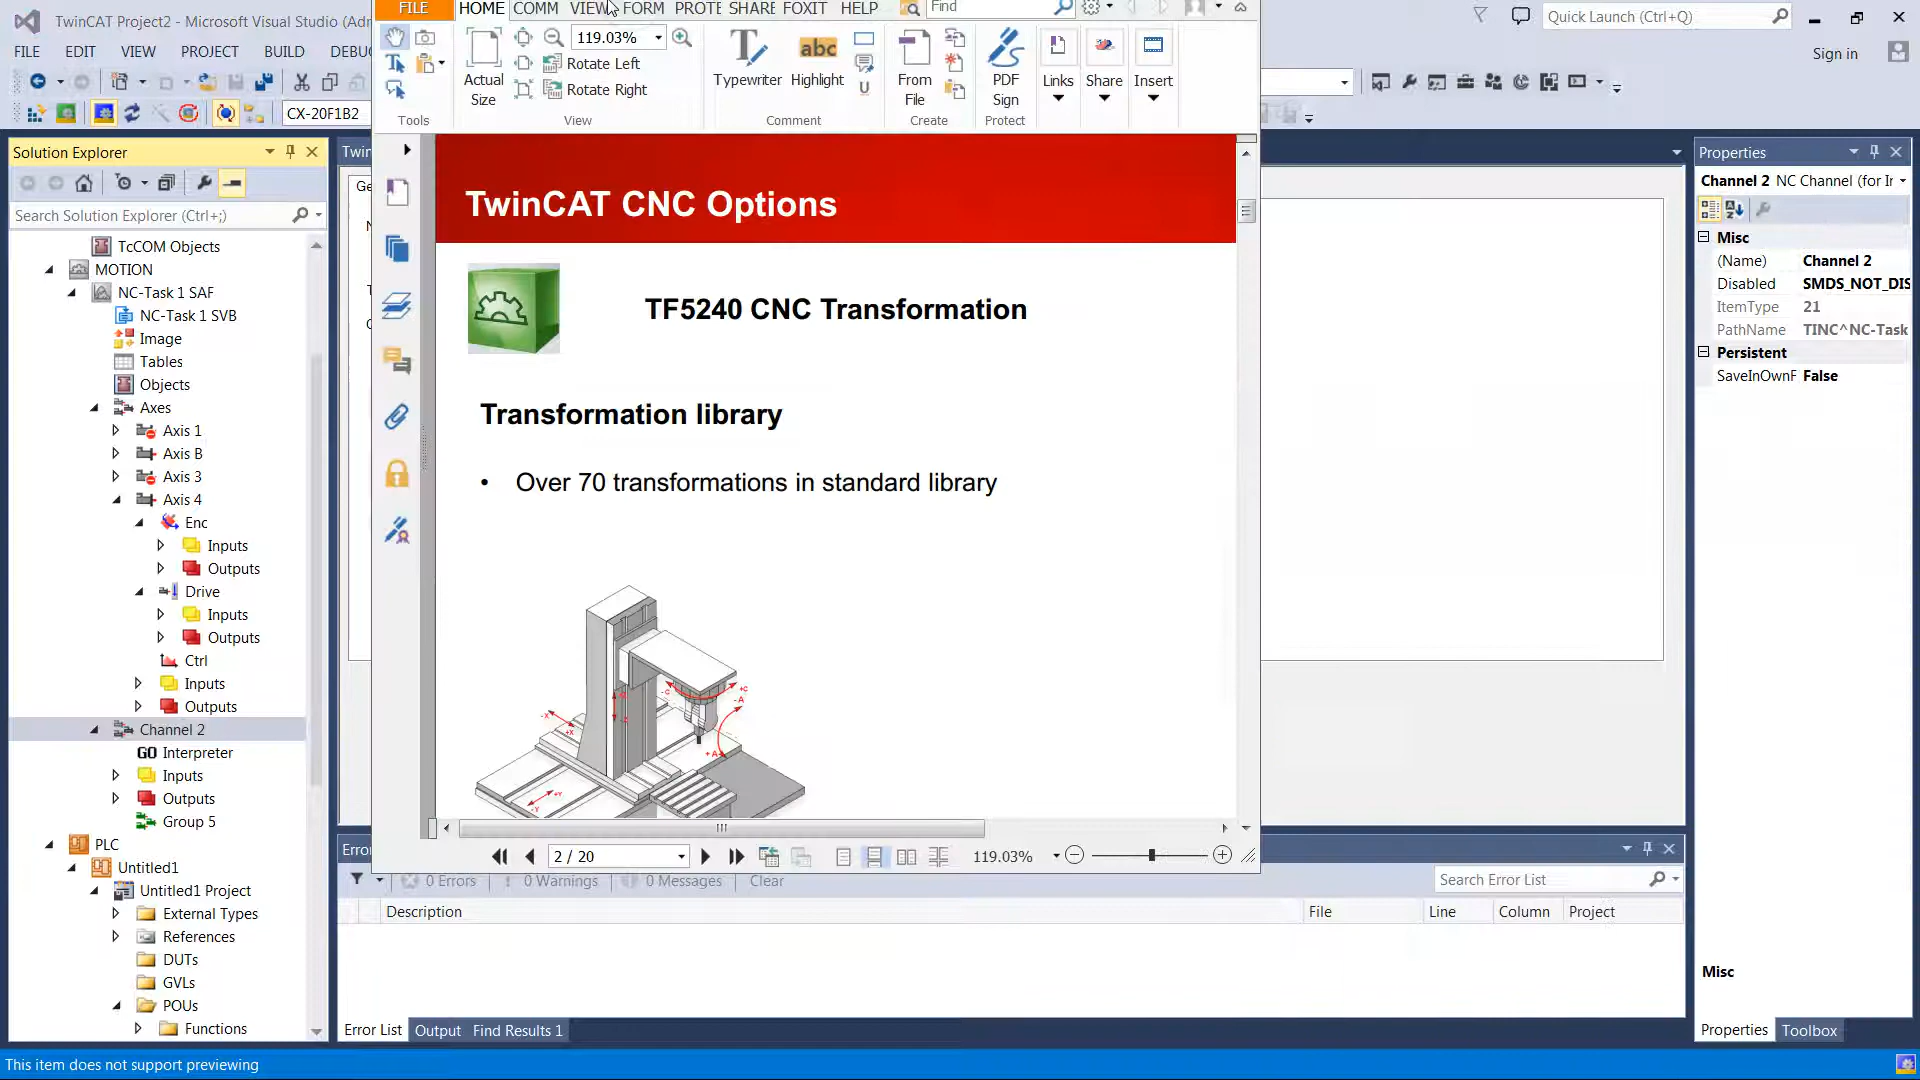 TwinCAT Project2 - Microsoft Visual Studio (Adm
Quick Launch (Ctrl+Q)
FILE EDIT VIEW PROJECT BUILD DEBU
Sign in
CX-20F1B2
FILE HOME COMM VIEW FORM PROTE SHARE FOXIT HELP Find
119.03%
Actual Size
Rotate Left
Rotate Right
Typewriter
Highlight
From File
PDF Sign
Links
Share
Insert
Tools View Comment Create Protect
Solution Explorer
Search Solution Explorer (Ctrl+;)
TcCOM Objects
MOTION
NC-Task 1 SAF
NC-Task 1 SVB
Image
Tables
Objects
Axes
Axis 1
Axis B
Axis 3
Axis 4
Enc
Inputs
Outputs
Drive
Inputs
Outputs
Ctrl
Inputs
Outputs
Channel 2
GO Interpreter
Inputs
Outputs
Group 5
PLC
Untitled1
Untitled1 Project
External Types
References
DUTs
GVLs
POUs
Functions
Twin
Ge
TwinCAT CNC Options
TF5240 CNC Transformation
Transformation library
• Over 70 transformations in standard library
-X
+X
-C
+C
-A
+A
-Y
+Y
2 / 20
119.03%
Properties
Channel 2 NC Channel (for Ir
Misc
(Name) Channel 2
Disabled SMDS_NOT_DIS
ItemType 21
PathName TINC^NC-Task
Persistent
SaveInOwnF False
Misc
Properties Toolbox
Erro
0 Errors 0 Warnings 0 Messages Clear
Search Error List
Description File Line Column Project
Error List Output Find Results 1
This item does not support previewing